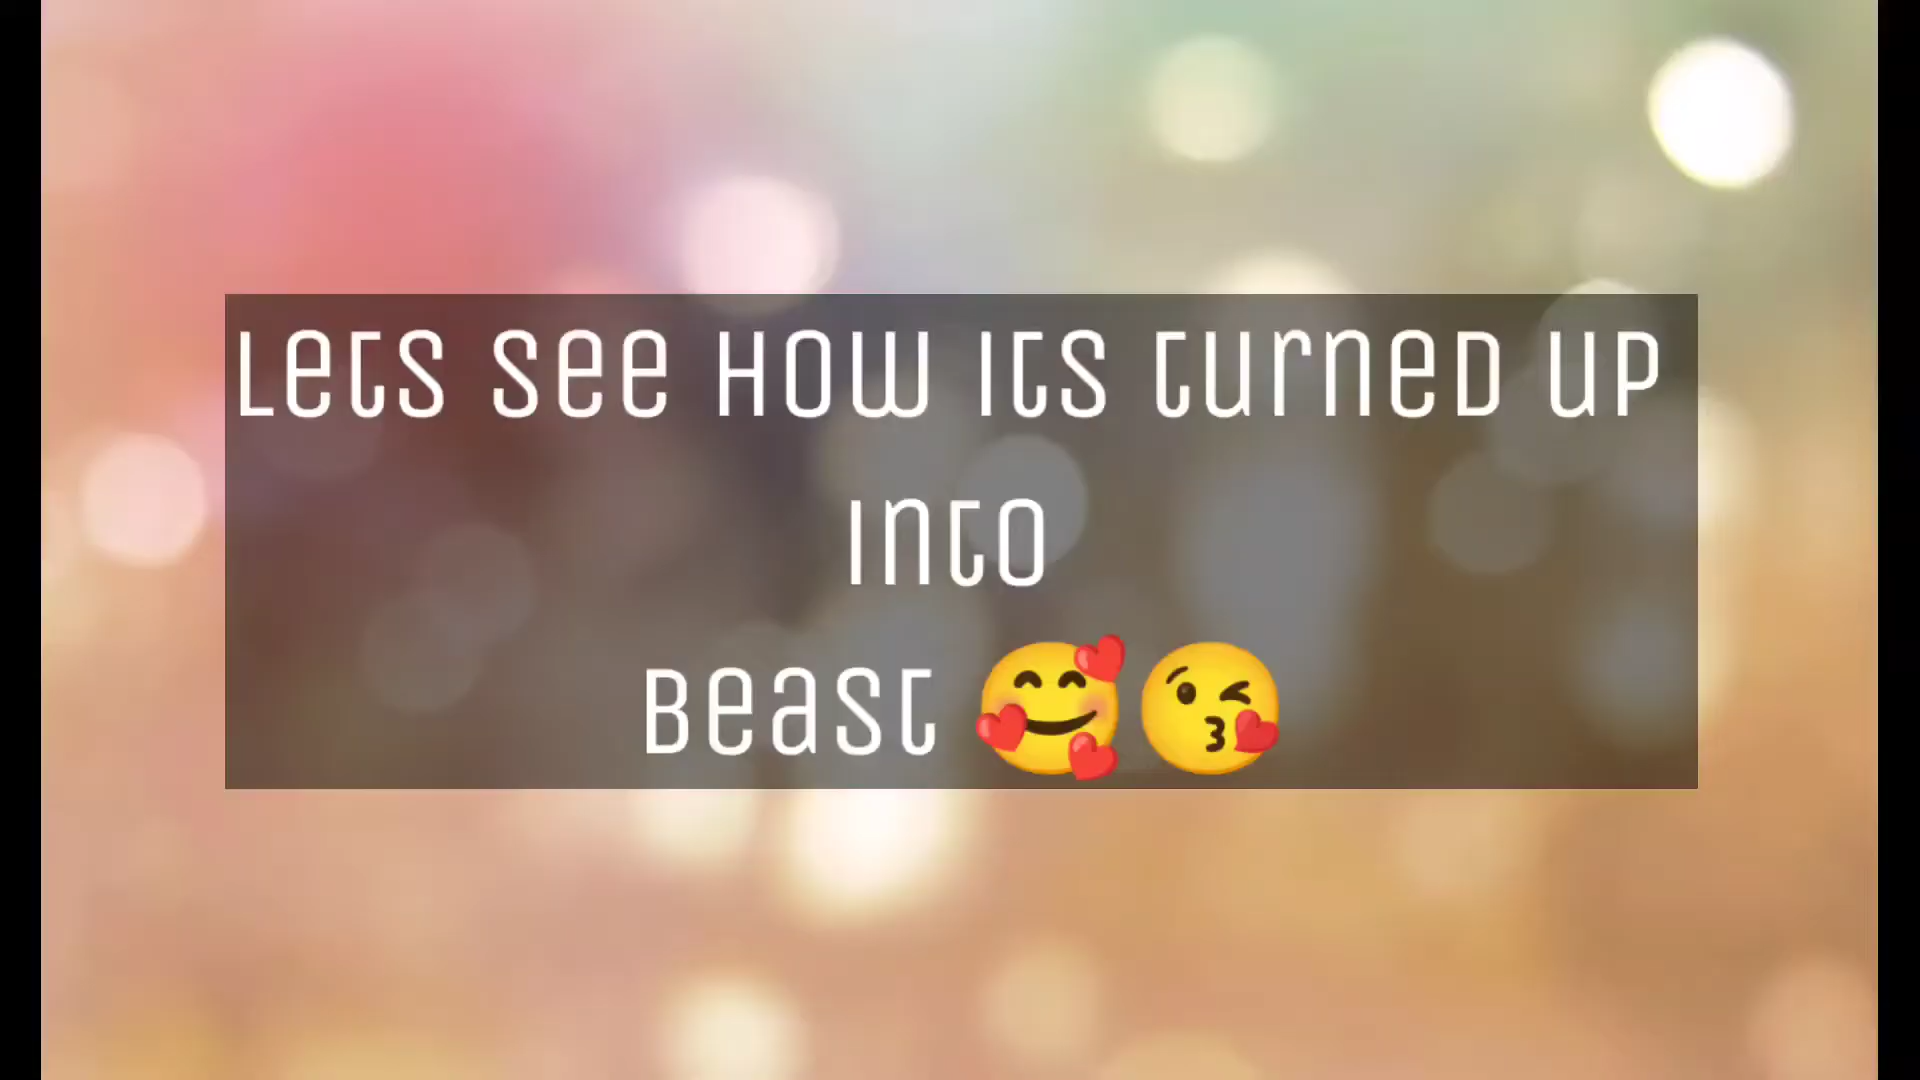 Lets see How Its turned up
Into
Beast 🥰😘